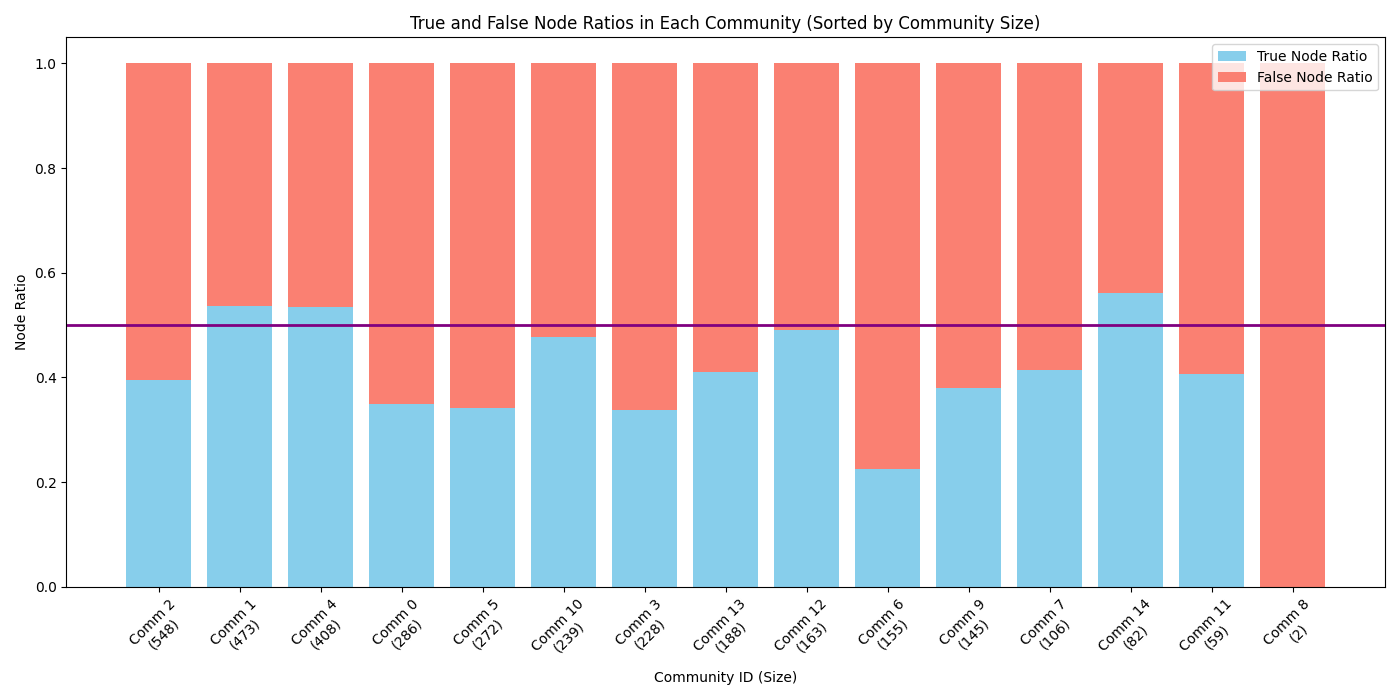 True and False Node Ratios in Each Community (Sorted by Community Size)
True Node Ratio
False Node Ratio
Node Ratio
1.0
0.8
0.6
0.4
0.2
0.0
Comm 2
(548)
Comm 1
(473)
Comm 4
(408)
Comm 0
(286)
Comm 5
(272)
Comm 10
(239)
Comm 3
(228)
Comm 13
(188)
Comm 12
(163)
Comm 6
(155)
Comm 9
(145)
Comm 7
(106)
Comm 14
(82)
Comm 11
(59)
Comm 8
(2)
Community ID (Size)